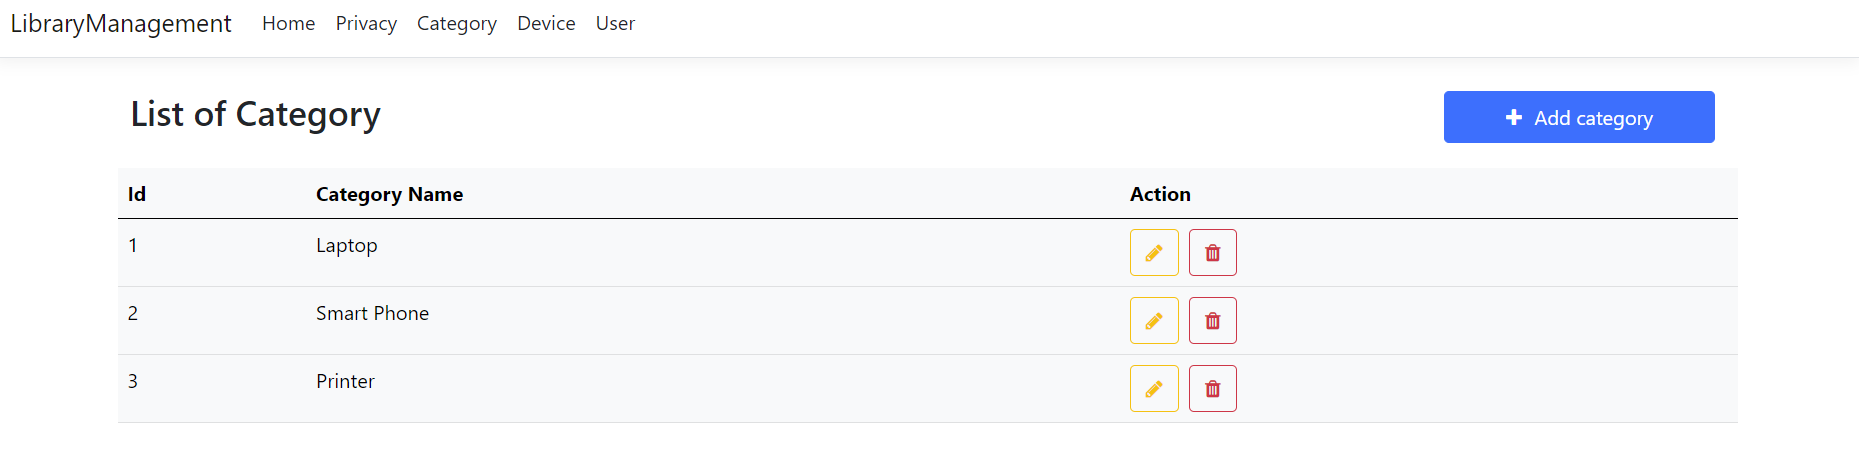 LibraryManagement Home Privacy Category Device User
List of Category
Add category
Id Category Name Action
1 Laptop
2 Smart Phone
3 Printer